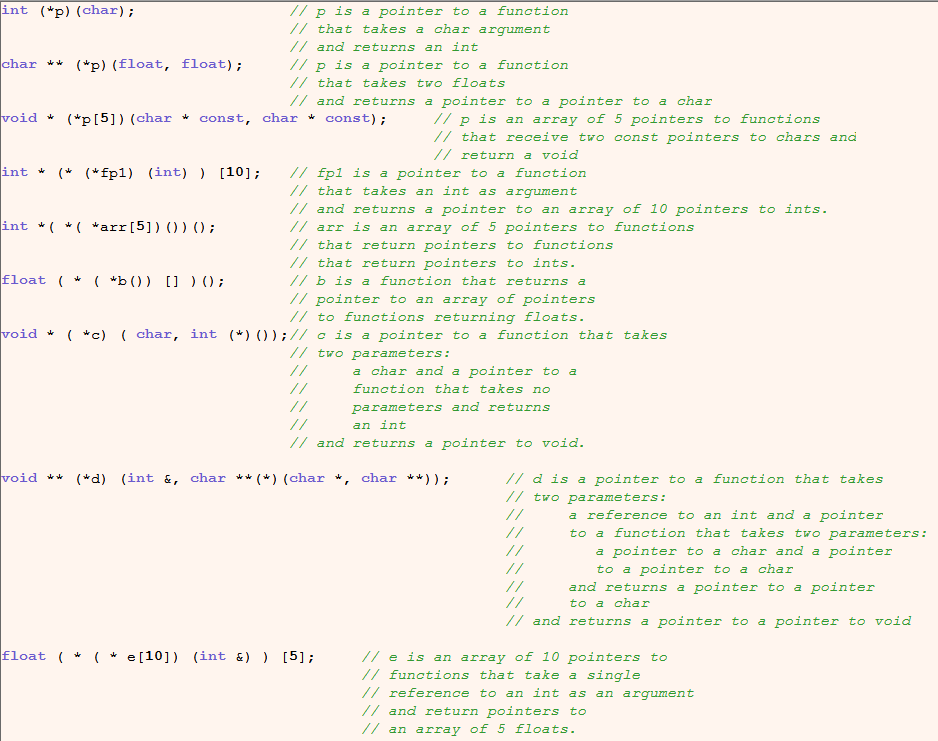 int (*p)(char); // p is a pointer to a function
// that takes a char argument
// and returns an int
char ** (*p)(float, float); // p is a pointer to a function
// that takes two floats
// and returns a pointer to a pointer to a char
void * (*p[5])(char * const, char * const); // p is an array of 5 pointers to functions
// that receive two const pointers to chars and
// return a void
int * (* (*fp1) (int) ) [10]; // fp1 is a pointer to a function
// that takes an int as argument
// and returns a pointer to an array of 10 pointers to ints.
int *( *( *arr[5])())(); // arr is an array of 5 pointers to functions
// that return pointers to functions
// that return pointers to ints.
float ( * ( *b()) [] )(); // b is a function that returns a
// pointer to an array of pointers
// to functions returning floats.
void * ( *c) ( char, int (*)());// c is a pointer to a function that takes
// two parameters:
// a char and a pointer to a
// function that takes no
// parameters and returns
// an int
// and returns a pointer to void.
void ** (*d) (int &, char **(*)(char *, char **)); // d is a pointer to a function that takes
// two parameters:
// a reference to an int and a pointer
// to a function that takes two parameters:
// a pointer to a char and a pointer
// to a pointer to a char
// and returns a pointer to a pointer
// to a char
// and returns a pointer to a pointer to void
float ( * ( * e[10]) (int &) ) [5]; // e is an array of 10 pointers to
// functions that take a single
// reference to an int as an argument
// and return pointers to
// an array of 5 floats.